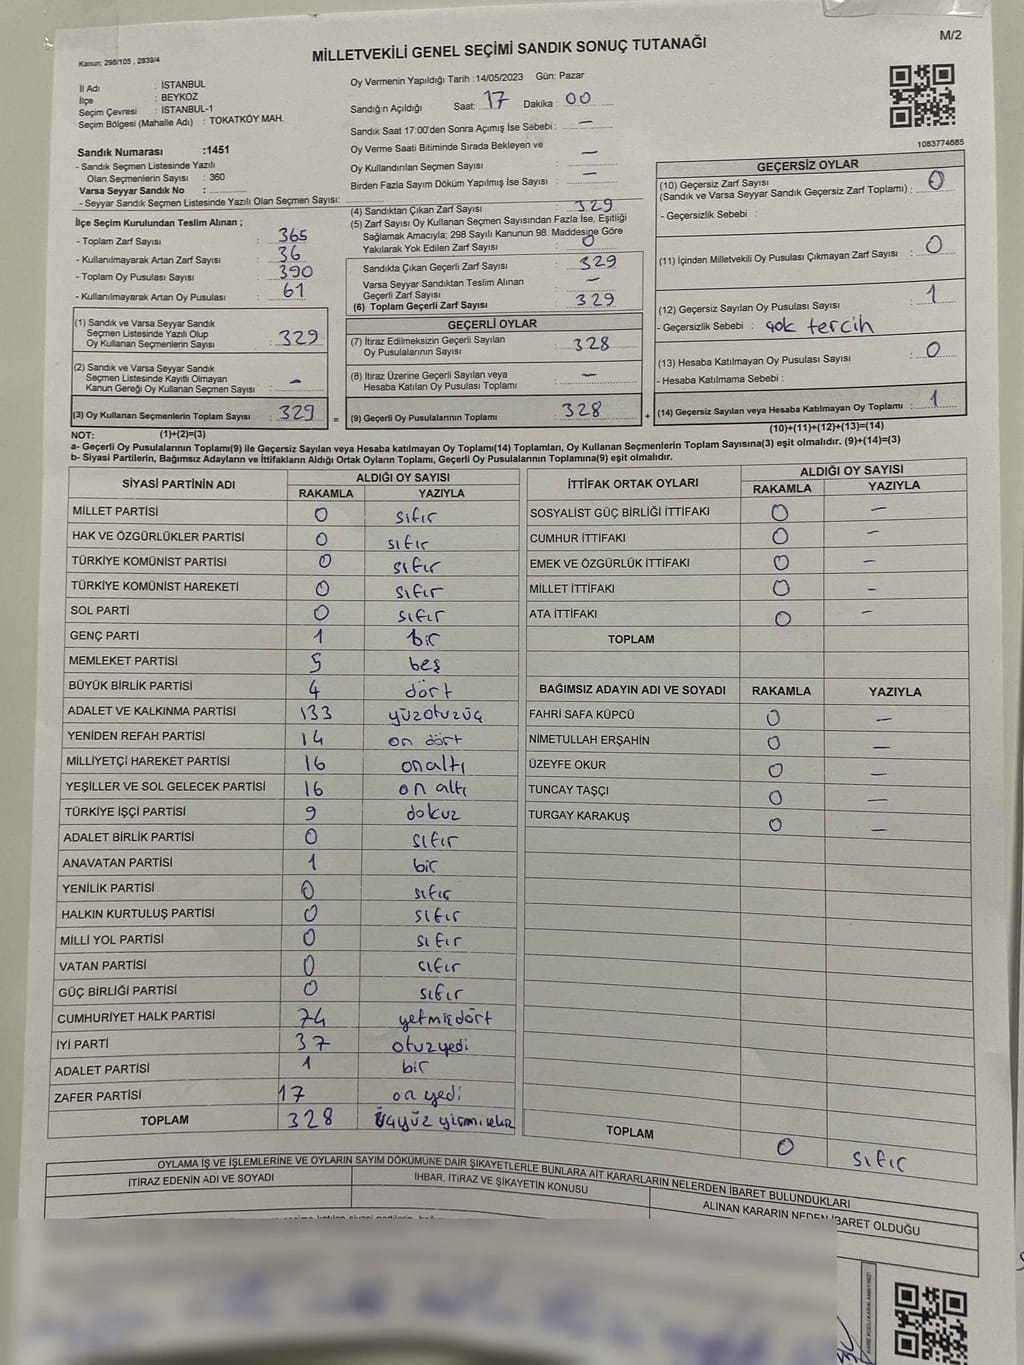 M/2
Kanun: 298/105 , 2839/4
MİLLETVEKİLİ GENEL SEÇİMİ SANDIK SONUÇ TUTANAĞI
İl Adı : İSTANBUL
İlçe : BEYKOZ
Seçim Çevresi : İSTANBUL-1
Seçim Bölgesi (Mahalle Adı) : TOKATKÖY MAH.
Sandık Numarası :1451
- Sandık Seçmen Listesinde Yazılı
Olan Seçmenlerin Sayısı : 360
Varsa Seyyar Sandık No :
- Seyyar Sandık Seçmen Listesinde Yazılı Olan Seçmen Sayısı:
Oy Vermenin Yapıldığı Tarih : 14/05/2023 Gün: Pazar
Sandığın Açıldığı Saat: 17 Dakika : 00
Sandık Saat 17:00'den Sonra Açımış İse Sebebi : —
Oy Verme Saati Bitiminde Sırada Bekleyen ve
Oy Kullandırılan Seçmen Sayısı : —
Birden Fazla Sayım Döküm Yapılmış İse Sayısı : —
1083774685
İlçe Seçim Kurulundan Teslim Alınan ;
- Toplam Zarf Sayısı : 365
- Kullanılmayarak Artan Zarf Sayısı : 36
- Toplam Oy Pusulası Sayısı : 390
- Kullanılmayarak Artan Oy Pusulası : 61
(1) Sandık ve Varsa Seyyar Sandık
Seçmen Listesinde Yazılı Olup
Oy Kullanan Seçmenlerin Sayısı : 329
(2) Sandık ve Varsa Seyyar Sandık
Seçmen Listesinde Kayıtlı Olmayan
Kanun Gereği Oy Kullanan Seçmen Sayısı : —
(3) Oy Kullanan Seçmenlerin Toplam Sayısı : 329 =
(4) Sandıktan Çıkan Zarf Sayısı : 329
(5) Zarf Sayısı Oy Kullanan Seçmen Sayısından Fazla İse, Eşitliği
Sağlamak Amacıyla; 298 Sayılı Kanunun 98. Maddesine Göre
Yakılarak Yok Edilen Zarf Sayısı : 0
Sandıkta Çıkan Geçerli Zarf Sayısı : 329
Varsa Seyyar Sandıktan Teslim Alınan
Geçerli Zarf Sayısı : —
(6) Toplam Geçerli Zarf Sayısı : 329
GEÇERLİ OYLAR
(7) İtiraz Edilmeksizin Geçerli Sayılan
Oy Pusulalarının Sayısı : 328
(8) İtiraz Üzerine Geçerli Sayılan veya
Hesaba Katılan Oy Pusulası Toplamı : —
(9) Geçerli Oy Pusulalarının Toplamı : 328 +
GEÇERSİZ OYLAR
(10) Geçersiz Zarf Sayısı
(Sandık ve Varsa Seyyar Sandık Geçersiz Zarf Toplamı) : 0
- Geçersizlik Sebebi :
(11) İçinden Milletvekili Oy Pusulası Çıkmayan Zarf Sayısı : 0
(12) Geçersiz Sayılan Oy Pusulası Sayısı : 1
- Geçersizlik Sebebi : çok tercih
(13) Hesaba Katılmayan Oy Pusulası Sayısı : 0
- Hesaba Katılmama Sebebi :
(14) Geçersiz Sayılan veya Hesaba Katılmayan Oy Toplamı : 1
NOT: (1)+(2)=(3)
(10)+(11)+(12)+(13)=(14)
a- Geçerli Oy Pusulalarının Toplamı(9) ile Geçersiz Sayılan veya Hesaba katılmayan Oy Toplamı(14) Toplamları, Oy Kullanan Seçmenlerin Toplam Sayısına(3) eşit olmalıdır. (9)+(14)=(3)
b- Siyasi Partilerin, Bağımsız Adayların ve İttifakların Aldığı Ortak Oyların Toplamı, Geçerli Oy Pusulalarının Toplamına(9) eşit olmalıdır.
SİYASİ PARTİNİN ADI ALDIĞI OY SAYISI
RAKAMLA YAZIYLA
MİLLET PARTİSİ 0 sıfır
HAK VE ÖZGÜRLÜKLER PARTİSİ 0 sıfır
TÜRKİYE KOMÜNİST PARTİSİ 0 sıfır
TÜRKİYE KOMÜNİST HAREKETİ 0 sıfır
SOL PARTİ 0 sıfır
GENÇ PARTİ 1 bir
MEMLEKET PARTİSİ 5 beş
BÜYÜK BİRLİK PARTİSİ 4 dört
ADALET VE KALKINMA PARTİSİ 133 yüzotuzüç
YENİDEN REFAH PARTİSİ 14 on dört
MİLLİYETÇİ HAREKET PARTİSİ 16 onaltı
YEŞİLLER VE SOL GELECEK PARTİSİ 16 on altı
TÜRKİYE İŞÇİ PARTİSİ 9 dokuz
ADALET BİRLİK PARTİSİ 0 sıfır
ANAVATAN PARTİSİ 1 bir
YENİLİK PARTİSİ 0 sıfır
HALKIN KURTULUŞ PARTİSİ 0 sıfır
MİLLİ YOL PARTİSİ 0 sıfır
VATAN PARTİSİ 0 sıfır
GÜÇ BİRLİĞİ PARTİSİ 0 sıfır
CUMHURİYET HALK PARTİSİ 74 yetmişdört
İYİ PARTİ 37 otuzyedi
ADALET PARTİSİ 1 bir
ZAFER PARTİSİ 17 on yedi
TOPLAM 328 üçyüz yirmisekiz
İTTİFAK ORTAK OYLARI ALDIĞI OY SAYISI
RAKAMLA YAZIYLA
SOSYALİST GÜÇ BİRLİĞİ İTTİFAKI 0 —
CUMHUR İTTİFAKI 0 —
EMEK VE ÖZGÜRLÜK İTTİFAKI 0 —
MİLLET İTTİFAKI 0 —
ATA İTTİFAKI 0 —
TOPLAM
BAĞIMSIZ ADAYIN ADI VE SOYADI RAKAMLA YAZIYLA
FAHRİ SAFA KÜPCÜ 0 —
NİMETULLAH ERŞAHİN 0 —
ÜZEYFE OKUR 0 —
TUNCAY TAŞÇI 0 —
TURGAY KARAKUŞ 0 —
TOPLAM 0 sıfır
OYLAMA İŞ VE İŞLEMLERİNE VE OYLARIN SAYIM DÖKÜMÜNE DAİR ŞİKAYETLERLE BUNLARA AİT KARARLARIN NELERDEN İBARET BULUNDUKLARI
İTİRAZ EDENİN ADI VE SOYADI İHBAR, İTİRAZ VE ŞİKAYETİN KONUSU ALINAN KARARIN NEDEN İBARET OLDUĞU